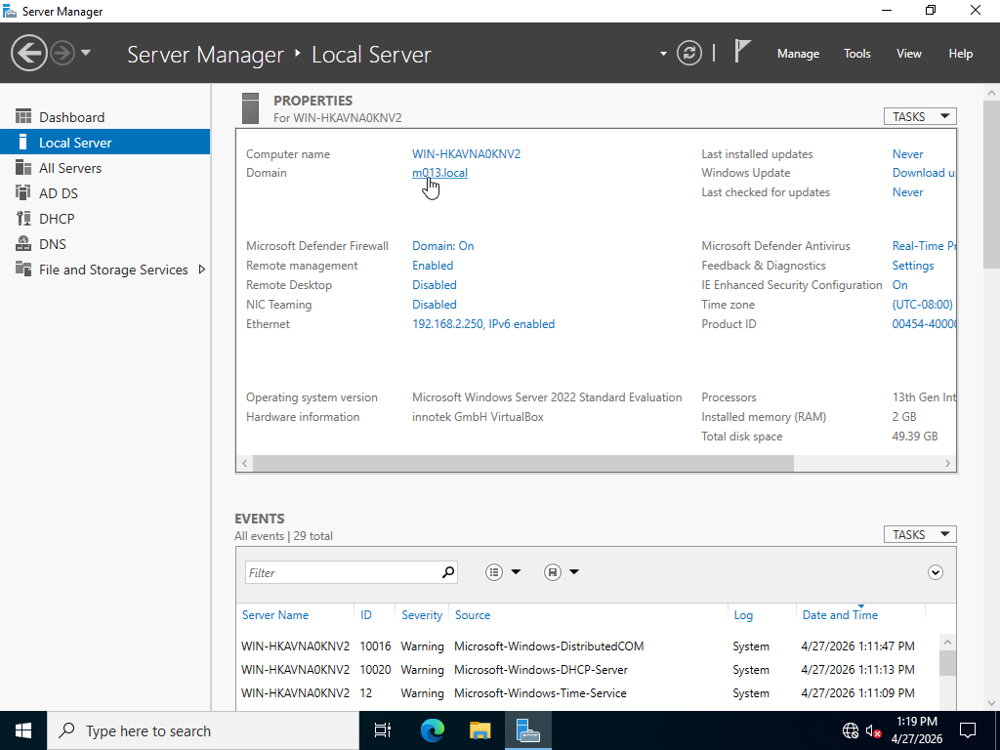 Server Manager
Server Manager ‣ Local Server
Manage Tools View Help
Dashboard
Local Server
All Servers
AD DS
DHCP
DNS
File and Storage Services
PROPERTIES
For WIN-HKAVNA0KNV2
TASKS
Computer name WIN-HKAVNA0KNV2 Last installed updates Never
Domain m013.local Windows Update Download u
Last checked for updates Never
Microsoft Defender Firewall Domain: On Microsoft Defender Antivirus Real-Time Pr
Remote management Enabled Feedback & Diagnostics Settings
Remote Desktop Disabled IE Enhanced Security Configuration On
NIC Teaming Disabled Time zone (UTC-08:00)
Ethernet 192.168.2.250, IPv6 enabled Product ID 00454-40000
Operating system version Microsoft Windows Server 2022 Standard Evaluation Processors 13th Gen Int
Hardware information innotek GmbH VirtualBox Installed memory (RAM) 2 GB
Total disk space 49.39 GB
EVENTS
All events | 29 total
TASKS
Filter
Server Name ID Severity Source Log Date and Time
WIN-HKAVNA0KNV2 10016 Warning Microsoft-Windows-DistributedCOM System 4/27/2026 1:11:47 PM
WIN-HKAVNA0KNV2 10020 Warning Microsoft-Windows-DHCP-Server System 4/27/2026 1:11:13 PM
WIN-HKAVNA0KNV2 12 Warning Microsoft-Windows-Time-Service System 4/27/2026 1:11:09 PM
Type here to search
1:19 PM
4/27/2026